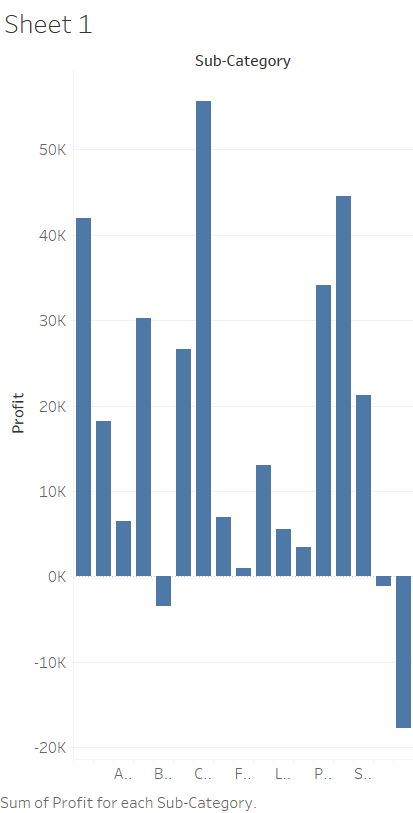 Sheet 1
Sub-Category
50K
40K
30K
20K
10K
0K
-10K
-20K
Profit
A.. B.. C.. F.. L.. P.. S..
Sum of Profit for each Sub-Category.